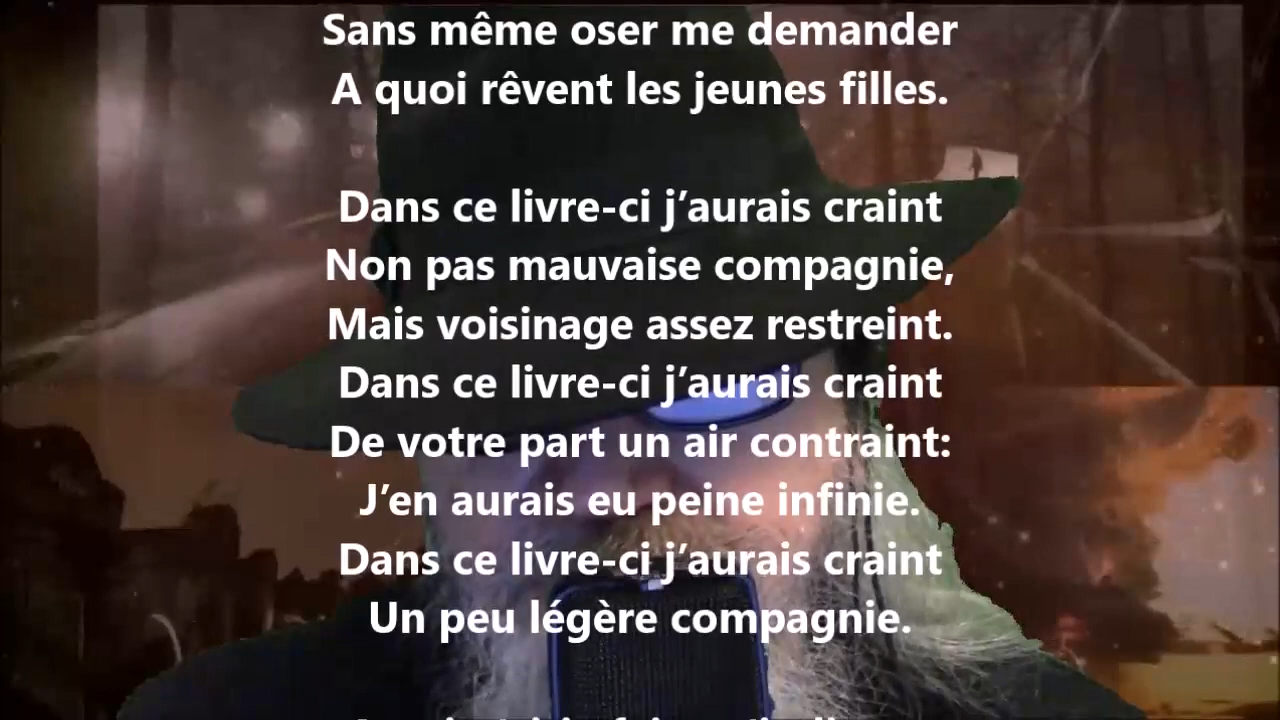 Sans même oser me demander
A quoi rêvent les jeunes filles.
Dans ce livre-ci j’aurais craint
Non pas mauvaise compagnie,
Mais voisinage assez restreint.
Dans ce livre-ci j’aurais craint
De votre part un air contraint:
J’en aurais eu peine infinie.
Dans ce livre-ci j’aurais craint
Un peu légère compagnie.